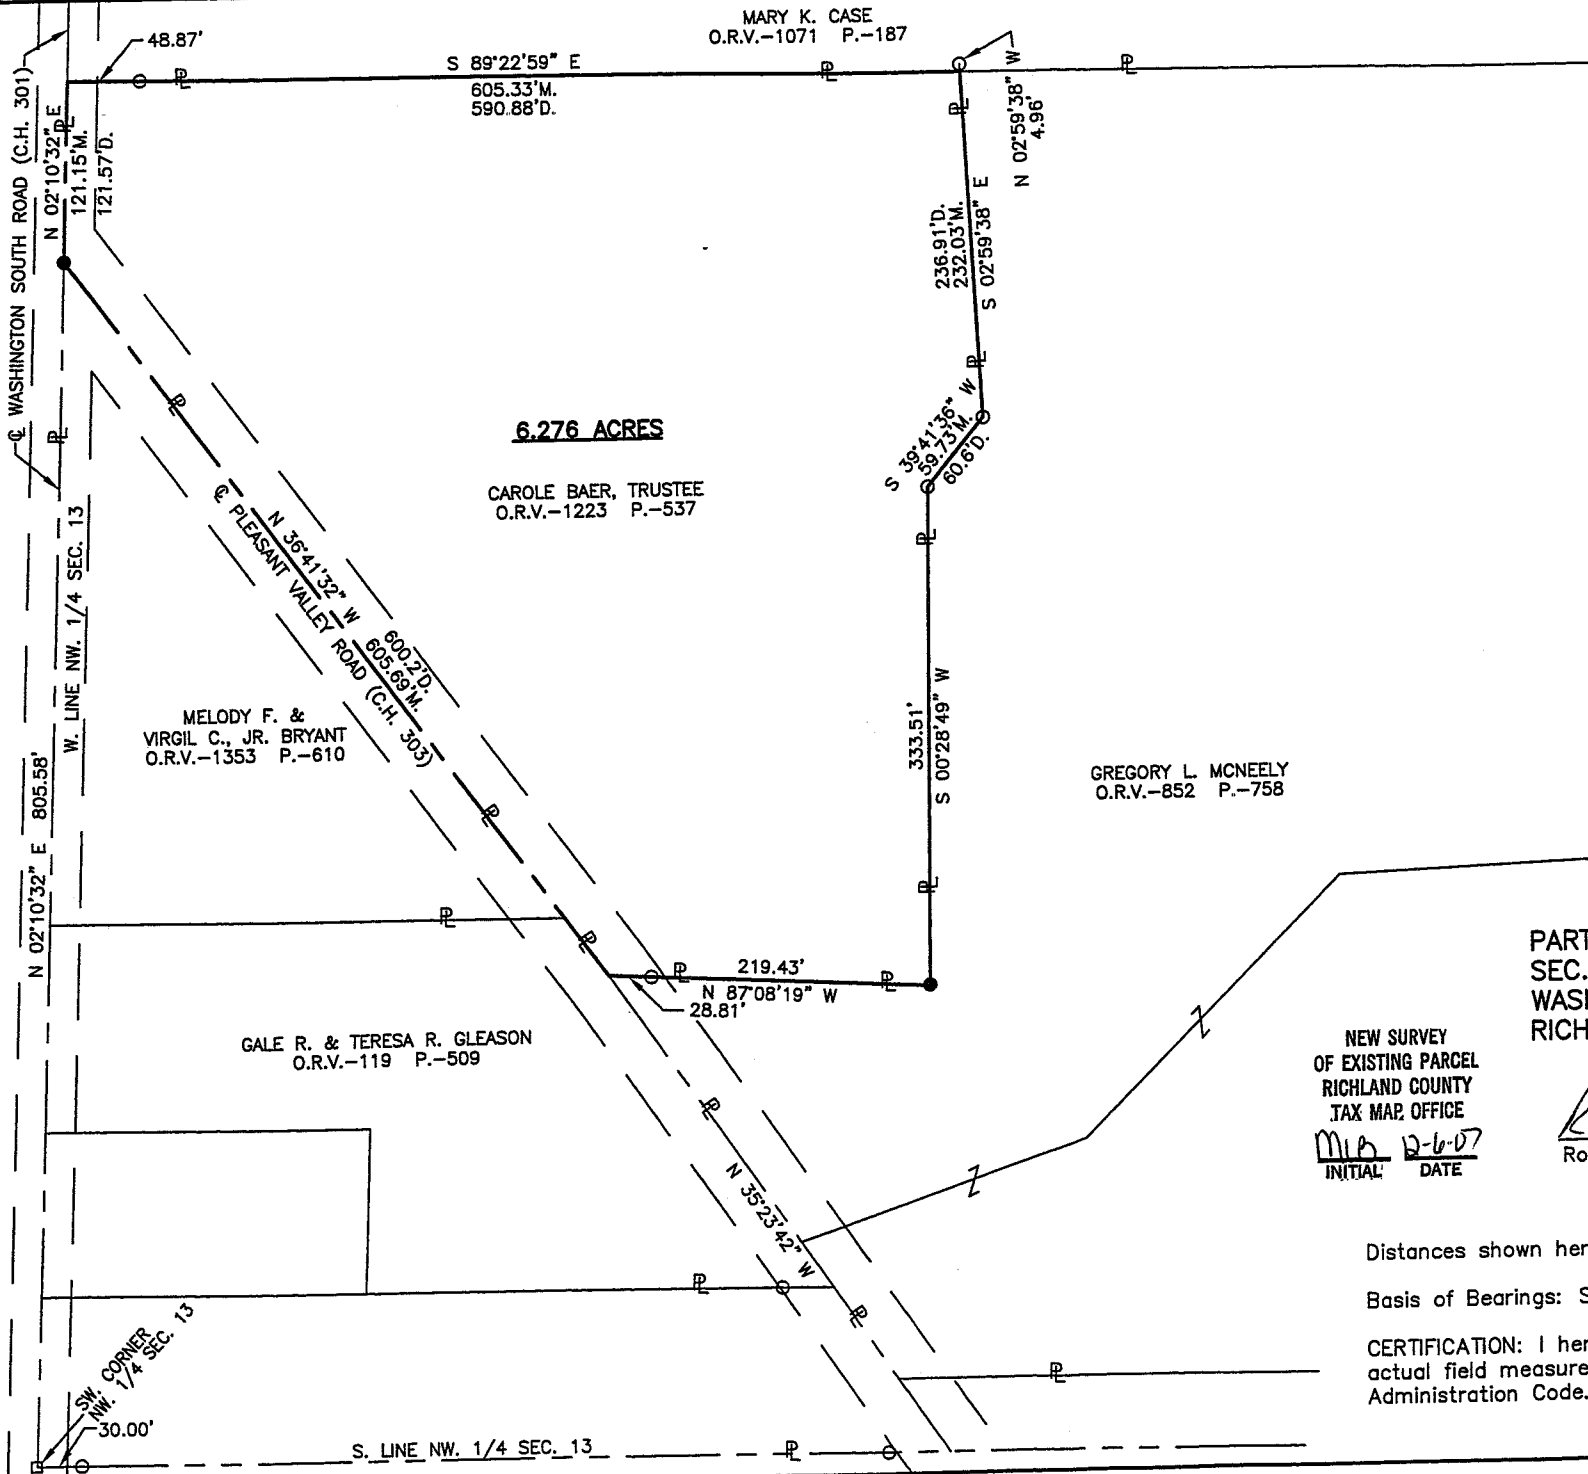 MARY K. CASE
O.R.V.-1071 P.-187
48.87'
S 89°22'59" E
605.33'M.
590.88'D.
N 02°59'38" W
4.96'
℄ WASHINGTON SOUTH ROAD (C.H. 301)
N 02°10'32" E
121.15'M.
121.57'D.
236.91'D.
232.03'M.
S 02°59'38" E
S 39°41'36" W
59.73'M.
60.6'D.
6.276 ACRES
CAROLE BAER, TRUSTEE
O.R.V.-1223 P.-537
N 36°41'32" W
600.2'D.
605.69'M.
℄ PLEASANT VALLEY ROAD (C.H. 303)
W. LINE NW. 1/4 SEC. 13
MELODY F. &
VIRGIL C., JR. BRYANT
O.R.V.-1353 P.-610
333.51'
S 00°28'49" W
GREGORY L. MCNEELY
O.R.V.-852 P.-758
N 02°10'32" E 805.58'
219.43'
N 87°08'19" W
28.81'
GALE R. & TERESA R. GLEASON
O.R.V.-119 P.-509
PART
SEC.
WASH
RICH
NEW SURVEY
OF EXISTING PARCEL
RICHLAND COUNTY
TAX MAP OFFICE
12-6-07
INITIAL DATE
Ro
N 35°23'42" W
Distances shown her
Basis of Bearings: S
CERTIFICATION: I her
actual field measure
Administration Code.
SW. CORNER
NW. 1/4 SEC. 13
30.00'
S. LINE NW. 1/4 SEC. 13